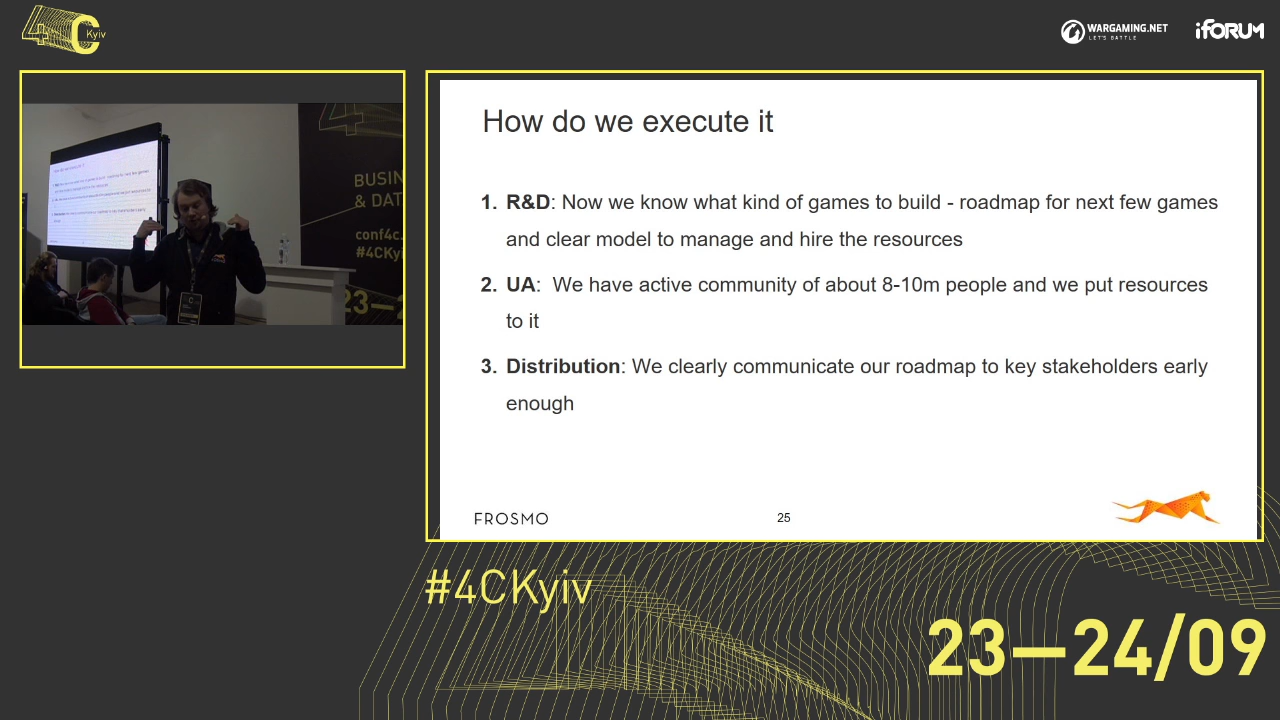 4C Kyiv
WARGAMING.NET
LET'S BATTLE
iFORUM
BUSIN
& DAT
conf4c.
#4CKy
23—2
How do we execute it
1. R&D: Now we know what kind of games to build - roadmap for next few games
and clear model to manage and hire the resources
2. UA: We have active community of about 8-10m people and we put resources
to it
3. Distribution: We clearly communicate our roadmap to key stakeholders early
enough
FROSMO
25
#4CKyiv
23—24/09